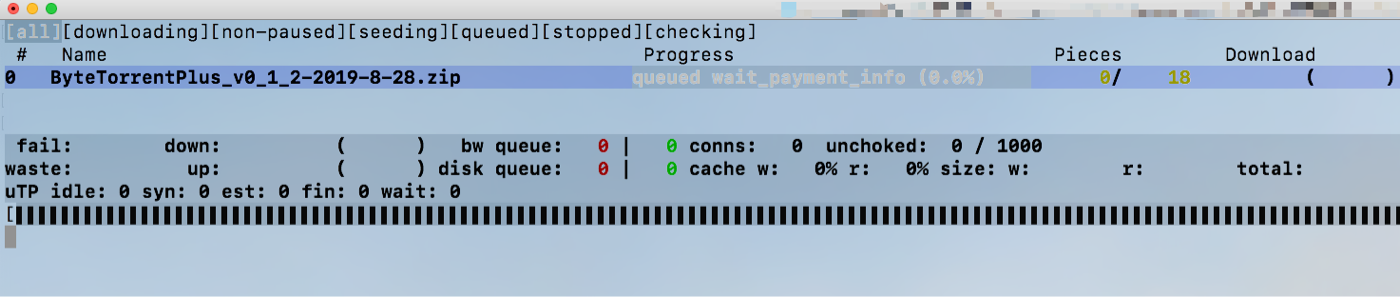 [all][downloading][non-paused][seeding][queued][stopped][checking]
# Name Progress Pieces Download
0 ByteTorrentPlus_v0_1_2-2019-8-28.zip queued wait_payment_info (0.0%) 0/ 18 ( )
fail: down: ( ) bw queue: 0 | 0 conns: 0 unchoked: 0 / 1000
waste: up: ( ) disk queue: 0 | 0 cache w: 0% r: 0% size: w: r: total:
uTP idle: 0 syn: 0 est: 0 fin: 0 wait: 0
[